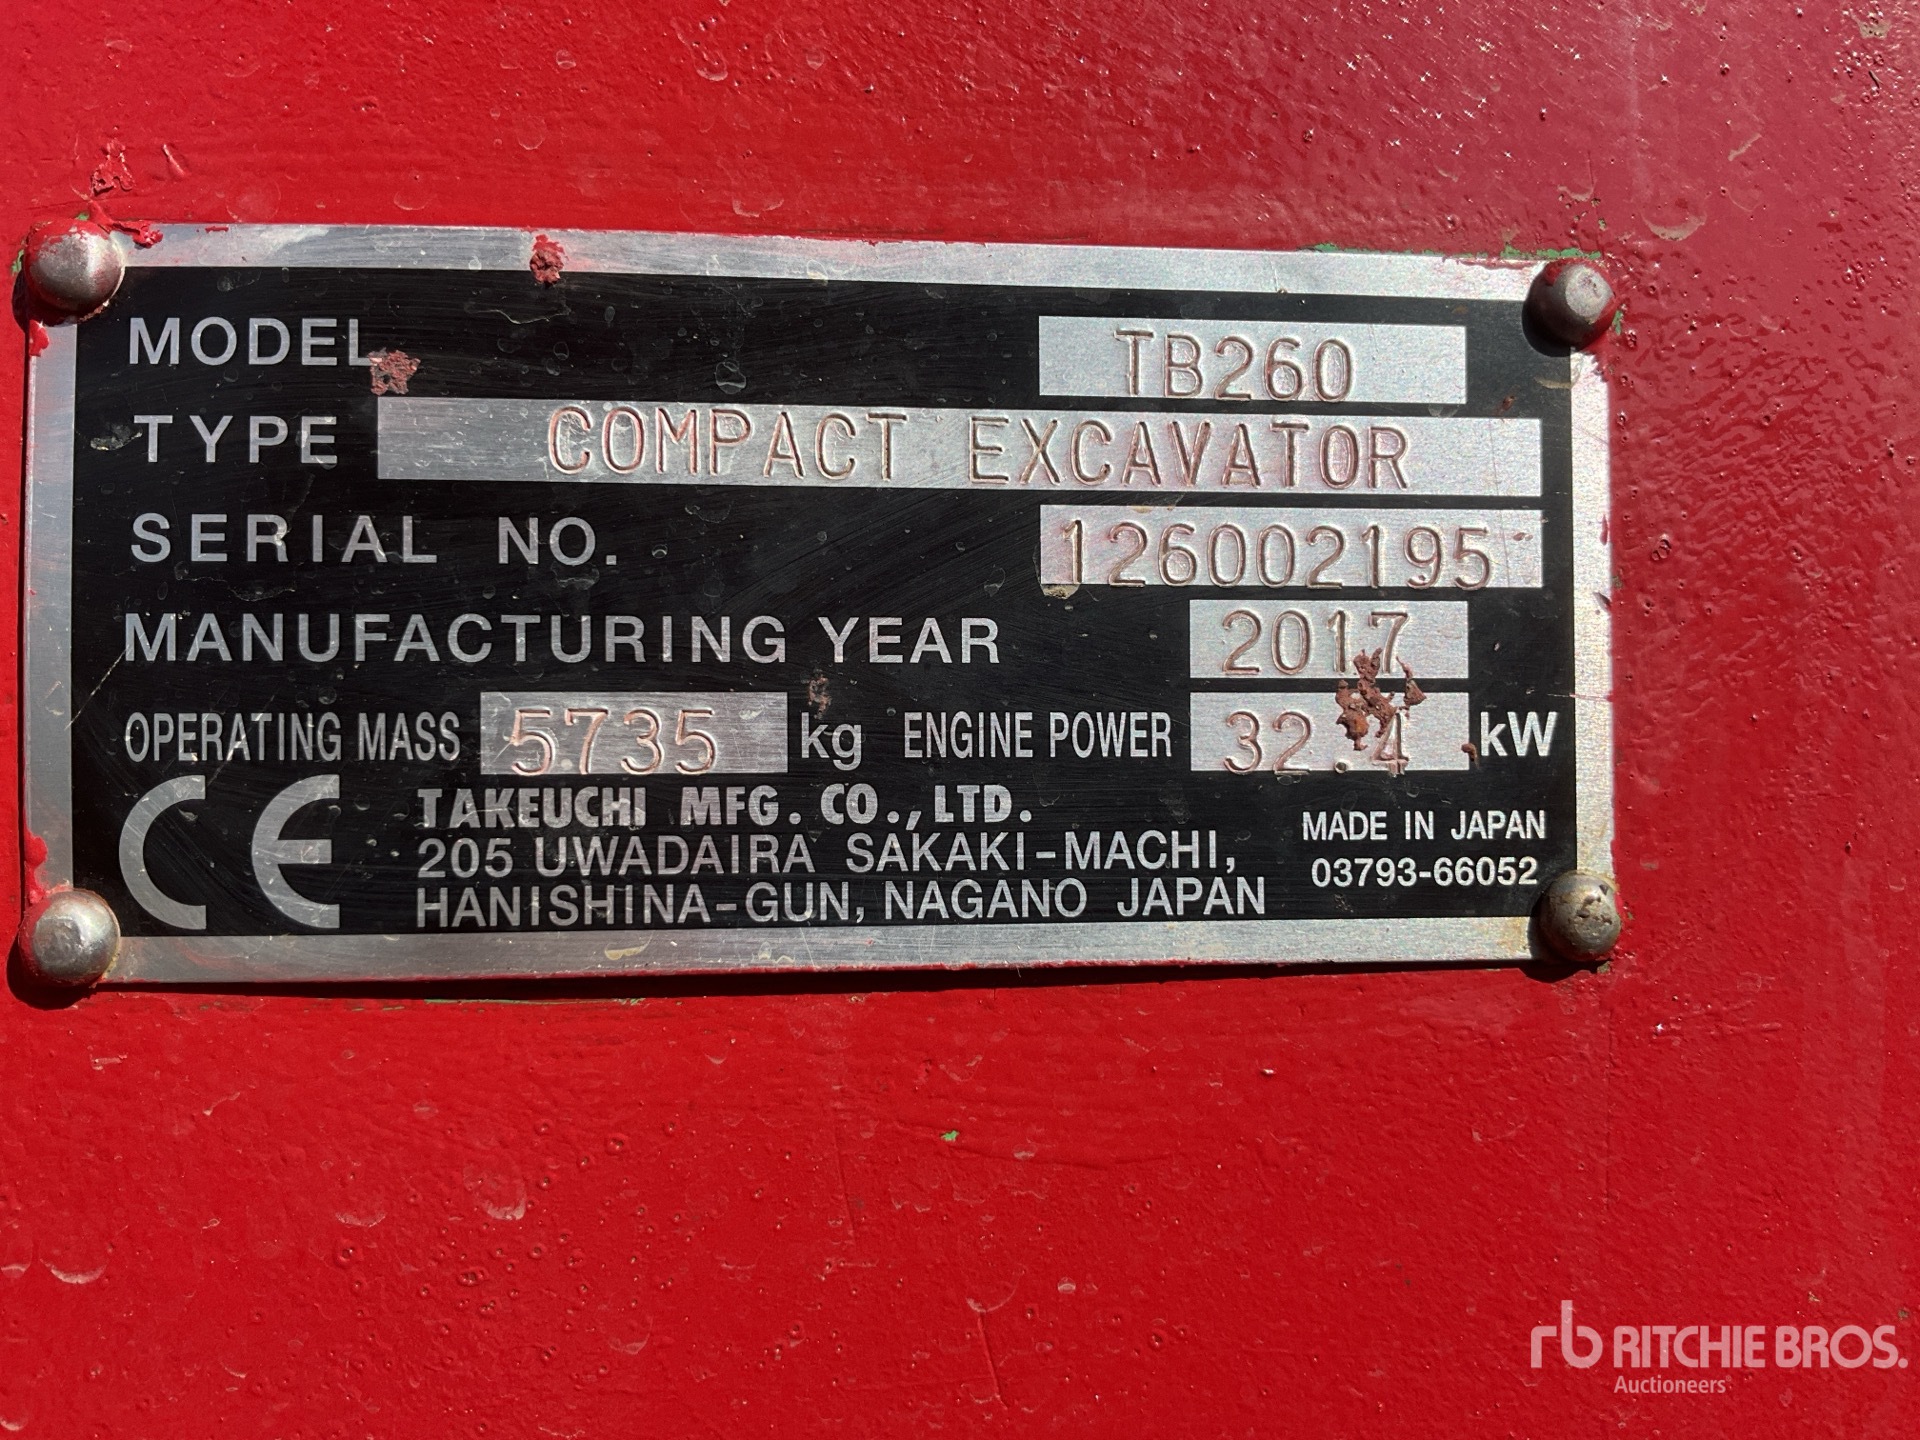 MODEL TB260
TYPE COMPACT EXCAVATOR
SERIAL NO. 126002195
MANUFACTURING YEAR 2017
OPERATING MASS 5735 kg ENGINE POWER 32.4 kW
CE
TAKEUCHI MFG. CO., LTD.
205 UWADAIRA SAKAKI-MACHI,
HANISHINA-GUN, NAGANO JAPAN
MADE IN JAPAN
03793-66052
rb RITCHIE BROS.
Auctioneers